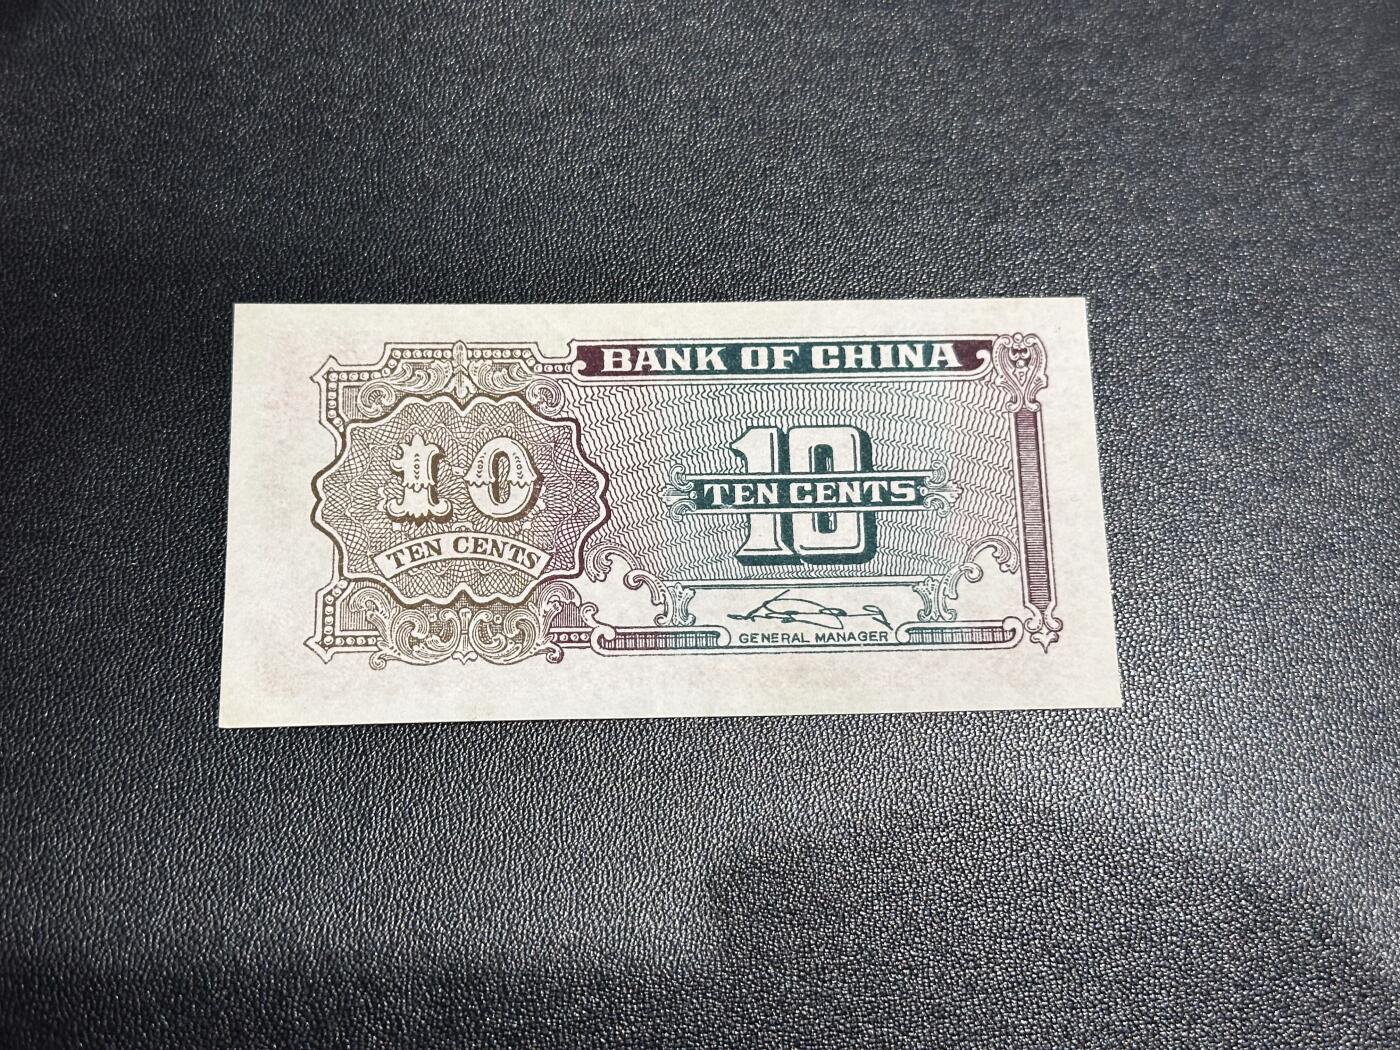 BANK OF CHINA
10
TEN CENTS
10
TEN CENTS
GENERAL MANAGER